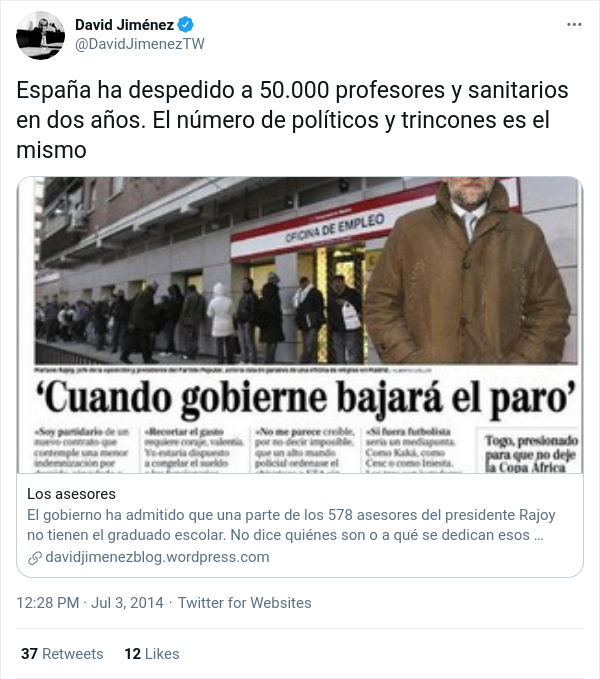 David Jiménez
@DavidJimenezTW
España ha despedido a 50.000 profesores y sanitarios
en dos años. El número de políticos y trincones es el
mismo
OFICINA DE EMPLEO
‘Cuando gobierne bajará el paro’
«Soy partidario de un
nuevo contrato que
contemple una menor
indemnización por
«Recortar el gasto
requiere coraje, valentía.
Yo estaría dispuesto
a congelar el sueldo
«No me parece creíble,
por no decir imposible,
que un alto mando
policial ordenase el
«Si fuera futbolista
sería un mediapunta.
Como Kaká, como
Cesc o como Iniesta.
Togo, presionado
para que no deje
la Copa África
Los asesores
El gobierno ha admitido que una parte de los 578 asesores del presidente Rajoy
no tienen el graduado escolar. No dice quiénes son o a qué se dedican esos ...
davidjimenezblog.wordpress.com
12:28 PM · Jul 3, 2014 · Twitter for Websites
37 Retweets 12 Likes